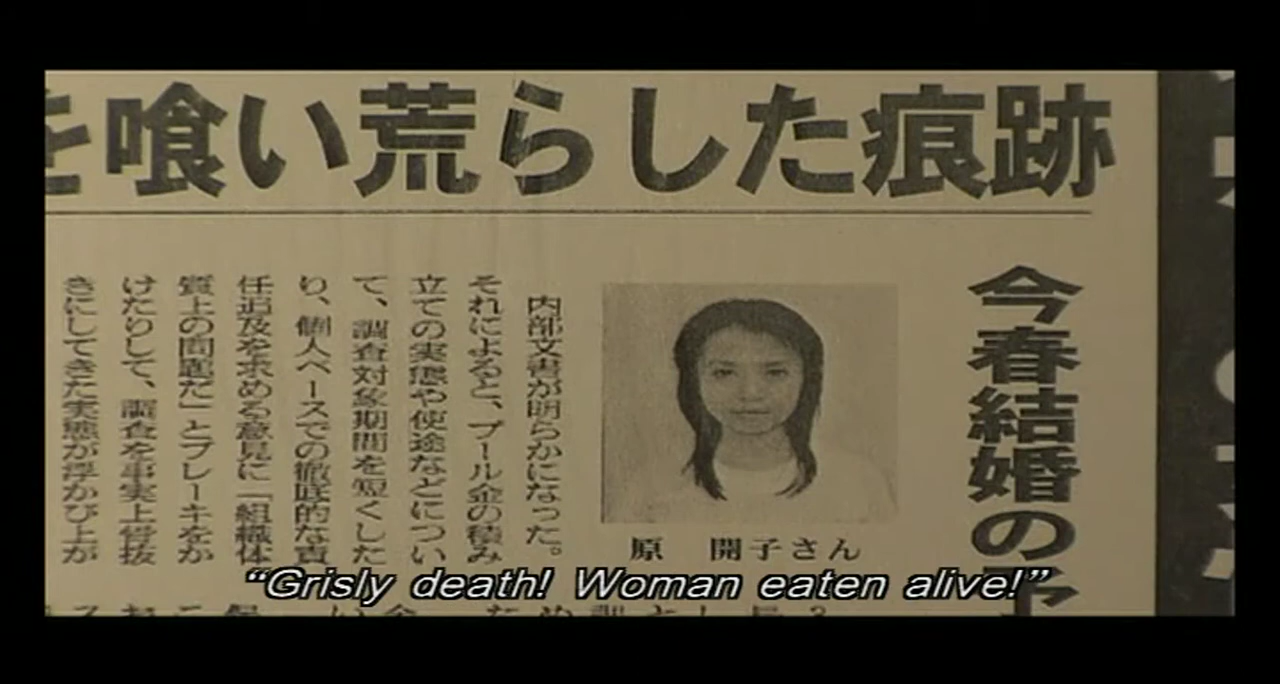 を喰い荒らした痕跡
今春結婚の予
原 開子さん
内部文書が明らかになった。
それによると、プール金の積み
立ての実態や使途などについ
て、調査対象期間を短くした
り、個人ベースでの徹底的な責
任追及を求める意見に「組織体
質上の問題だ」とブレーキをか
けたりして、調査を事実上骨抜
きにしてきた実態が浮かび上が
“Grisly death! Woman eaten alive!”